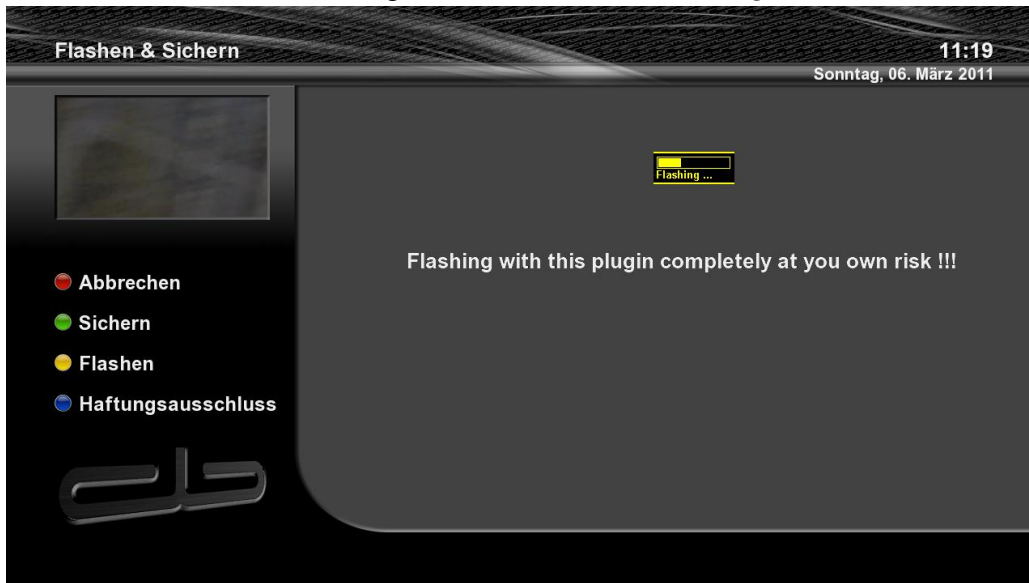 Flashen & Sichern
11:19
Sonntag, 06. März 2011
Flashing ...
Flashing with this plugin completely at you own risk !!!
Abbrechen
Sichern
Flashen
Haftungsausschluss